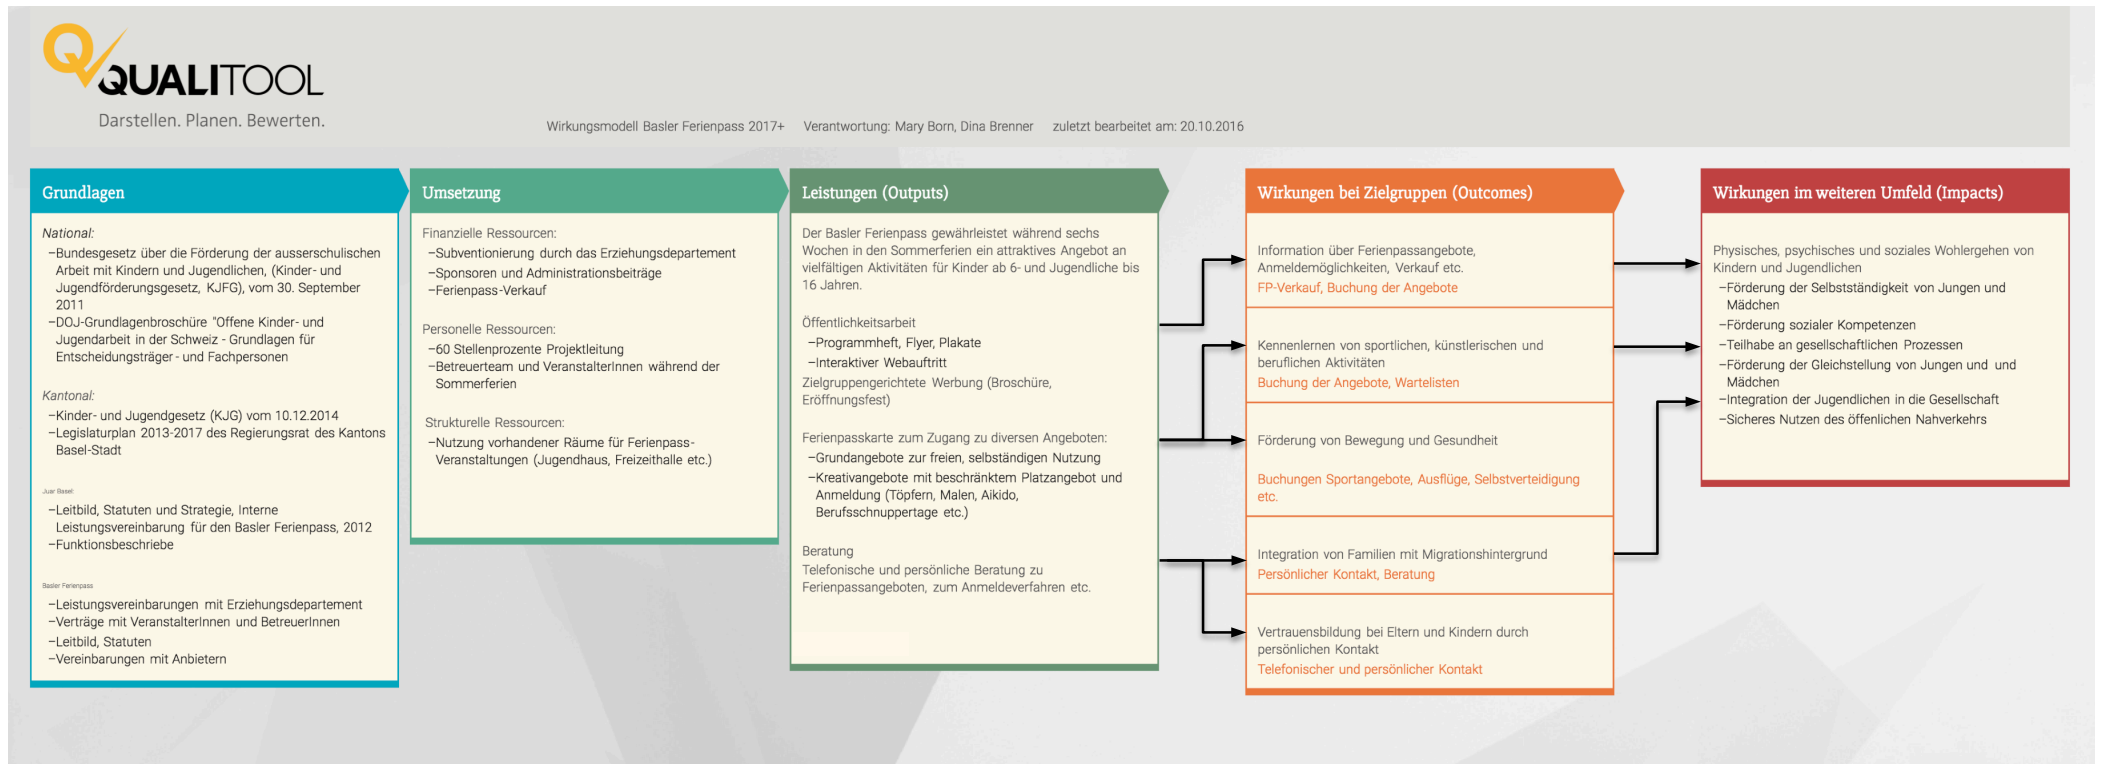 QUALITOOL
Darstellen. Planen. Bewerten.
Wirkungsmodell Basler Ferienpass 2017+ Verantwortung: Mary Born, Dina Brenner zuletzt bearbeitet am: 20.10.2016
Grundlagen
National:
–Bundesgesetz über die Förderung der ausserschulischen
Arbeit mit Kindern und Jugendlichen, (Kinder- und
Jugendförderungsgesetz, KJFG), vom 30. September
2011
–DOJ-Grundlagenbroschüre "Offene Kinder- und
Jugendarbeit in der Schweiz - Grundlagen für
Entscheidungsträger - und Fachpersonen
Kantonal:
–Kinder- und Jugendgesetz (KJG) vom 10.12.2014
–Legislaturplan 2013-2017 des Regierungsrat des Kantons
Basel-Stadt
Juar Basel:
–Leitbild, Statuten und Strategie, Interne
Leistungsvereinbarung für den Basler Ferienpass, 2012
–Funktionsbeschriebe
Basler Ferienpass
–Leistungsvereinbarungen mit Erziehungsdepartement
–Verträge mit VeranstalterInnen und BetreuerInnen
–Leitbild, Statuten
–Vereinbarungen mit Anbietern
Umsetzung
Finanzielle Ressourcen:
–Subventionierung durch das Erziehungsdepartement
–Sponsoren und Administrationsbeiträge
–Ferienpass-Verkauf
Personelle Ressourcen:
–60 Stellenprozente Projektleitung
–Betreuerteam und VeranstalterInnen während der
Sommerferien
Strukturelle Ressourcen:
–Nutzung vorhandener Räume für Ferienpass-
Veranstaltungen (Jugendhaus, Freizeithalle etc.)
Leistungen (Outputs)
Der Basler Ferienpass gewährleistet während sechs
Wochen in den Sommerferien ein attraktives Angebot an
vielfältigen Aktivitäten für Kinder ab 6- und Jugendliche bis
16 Jahren.
Öffentlichkeitsarbeit
–Programmheft, Flyer, Plakate
–Interaktiver Webauftritt
Zielgruppengerichtete Werbung (Broschüre,
Eröffnungsfest)
Ferienpasskarte zum Zugang zu diversen Angeboten:
–Grundangebote zur freien, selbständigen Nutzung
–Kreativangebote mit beschränktem Platzangebot und
Anmeldung (Töpfern, Malen, Aikido,
Berufsschnuppertage etc.)
Beratung
Telefonische und persönliche Beratung zu
Ferienpassangeboten, zum Anmeldeverfahren etc.
Wirkungen bei Zielgruppen (Outcomes)
Information über Ferienpassangebote,
Anmeldemöglichkeiten, Verkauf etc.
FP-Verkauf, Buchung der Angebote
Kennenlernen von sportlichen, künstlerischen und
beruflichen Aktivitäten
Buchung der Angebote, Wartelisten
Förderung von Bewegung und Gesundheit
Buchungen Sportangebote, Ausflüge, Selbstverteidigung
etc.
Integration von Familien mit Migrationshintergrund
Persönlicher Kontakt, Beratung
Vertrauensbildung bei Eltern und Kindern durch
persönlichen Kontakt
Telefonischer und persönlicher Kontakt
Wirkungen im weiteren Umfeld (Impacts)
Physisches, psychisches und soziales Wohlergehen von
Kindern und Jugendlichen
–Förderung der Selbstständigkeit von Jungen und
Mädchen
–Förderung sozialer Kompetenzen
–Teilhabe an gesellschaftlichen Prozessen
–Förderung der Gleichstellung von Jungen und und
Mädchen
–Integration der Jugendlichen in die Gesellschaft
–Sicheres Nutzen des öffenlichen Nahverkehrs